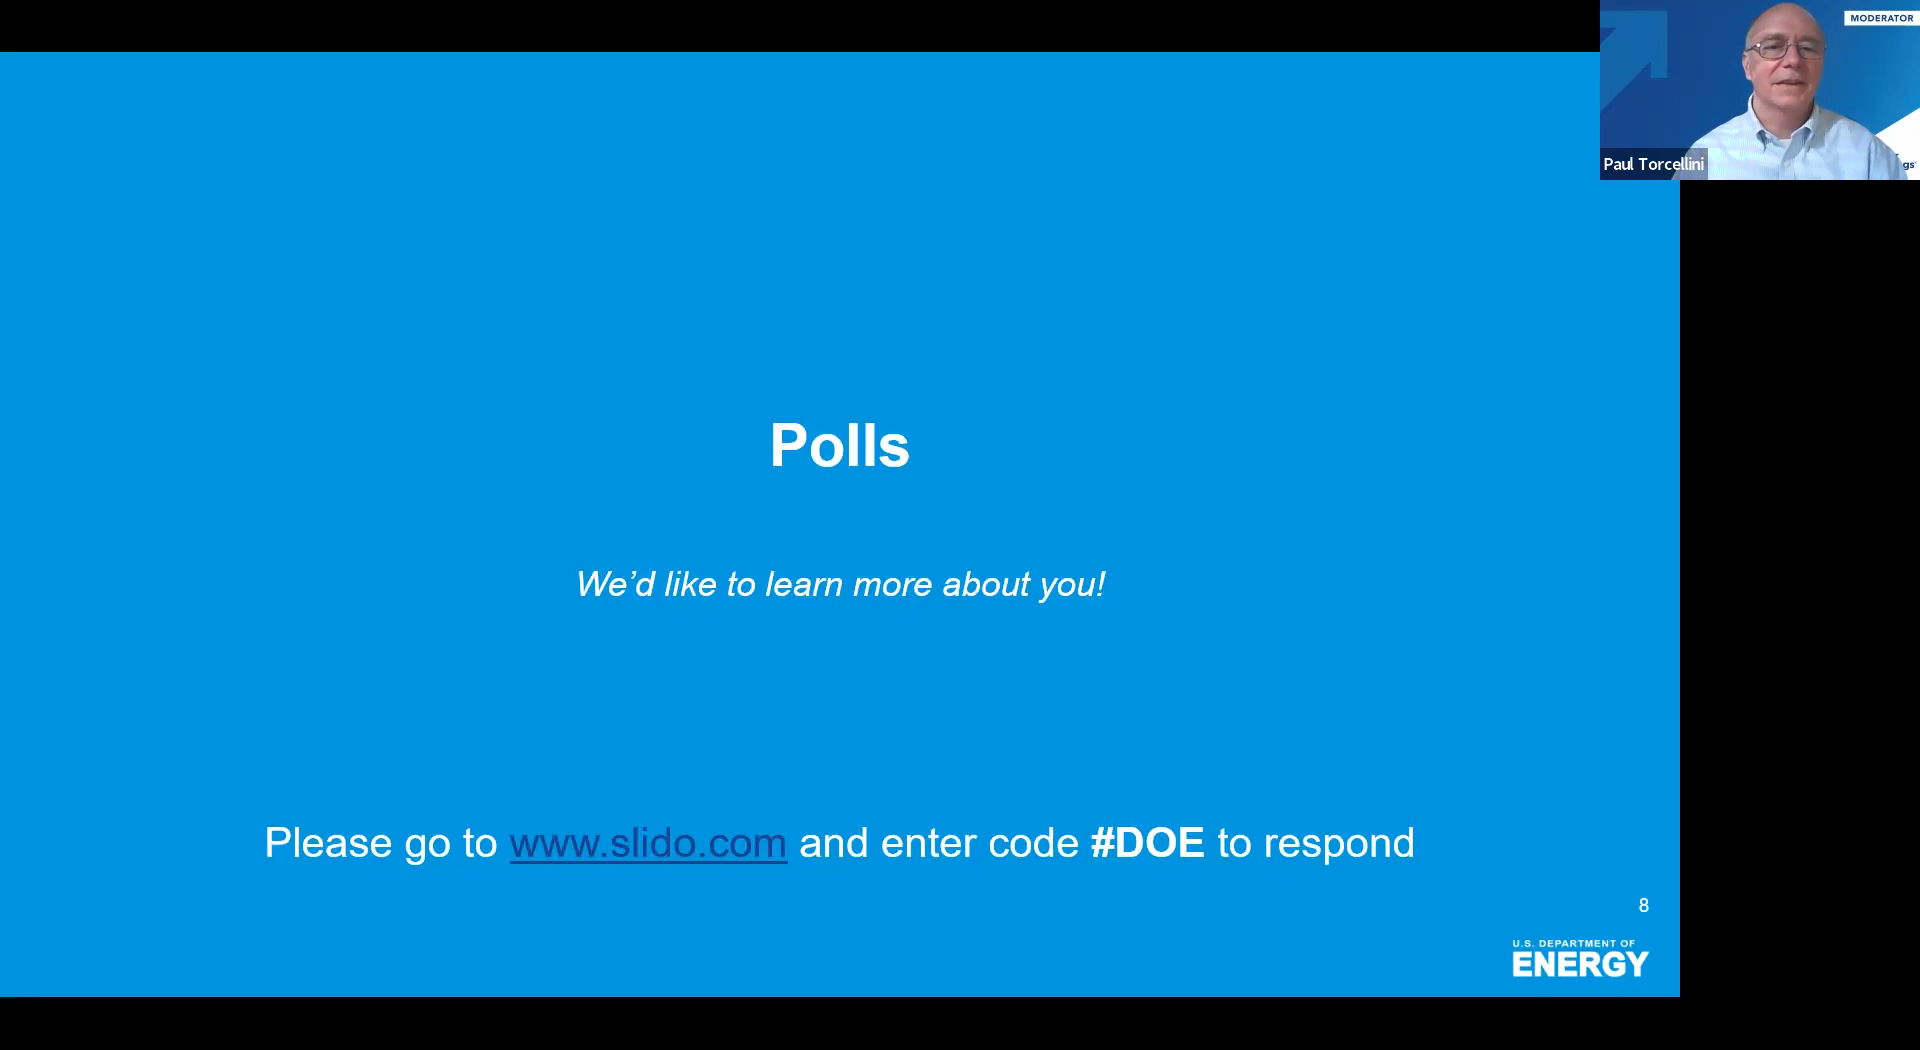 MODERATOR
Paul Torcellini
gs
Polls
We’d like to learn more about you!
Please go to www.slido.com and enter code #DOE to respond
8
U.S. DEPARTMENT OF
ENERGY